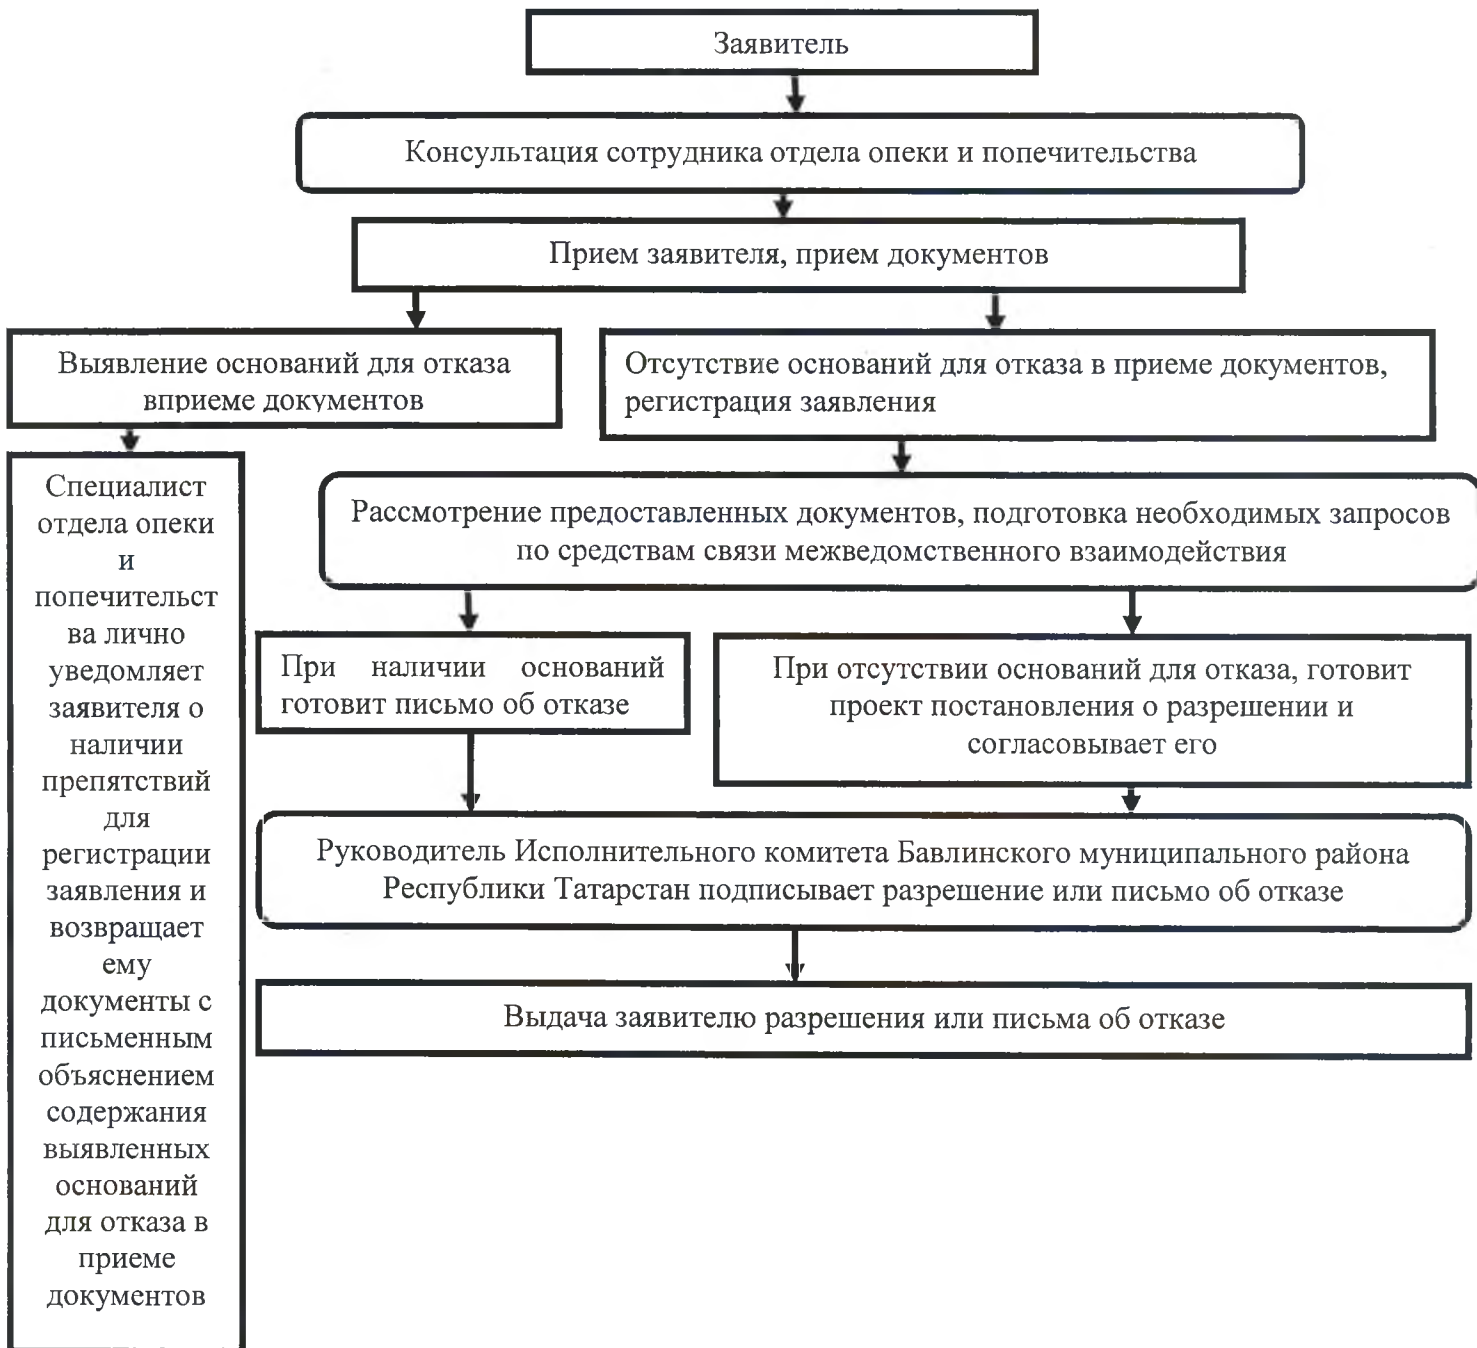 Заявитель
Консультация сотрудника отдела опеки и попечительства
Прием заявителя, прием документов
Выявление оснований для отказа
вприеме документов
Отсутствие оснований для отказа в приеме документов,
регистрация заявления
Специалист
отдела опеки
и
попечительст
ва лично
уведомляет
заявителя о
наличии
препятствий
для
регистрации
заявления и
возвращает
ему
документы с
письменным
объяснением
содержания
выявленных
оснований
для отказа в
приеме
документов
Рассмотрение предоставленных документов, подготовка необходимых запросов
по средствам связи межведомственного взаимодействия
При наличии оснований
готовит письмо об отказе
При отсутствии оснований для отказа, готовит
проект постановления о разрешении и
согласовывает его
Руководитель Исполнительного комитета Бавлинского муниципального района
Республики Татарстан подписывает разрешение или письмо об отказе
Выдача заявителю разрешения или письма об отказе